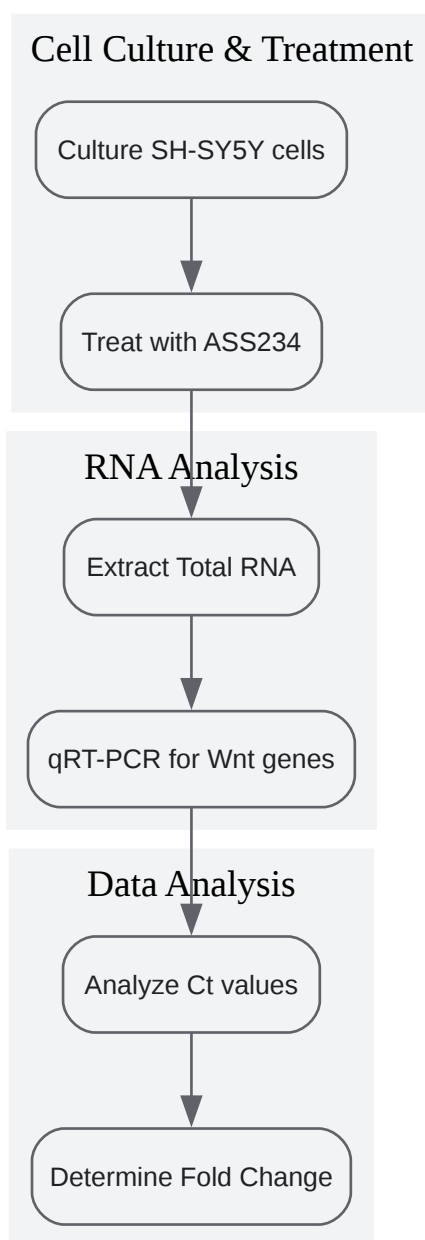 Cell Culture & Treatment
Culture SH-SY5Y cells
Treat with ASS234
RNA Analysis
Extract Total RNA
qRT-PCR for Wnt genes
Data Analysis
Analyze Ct values
Determine Fold Change